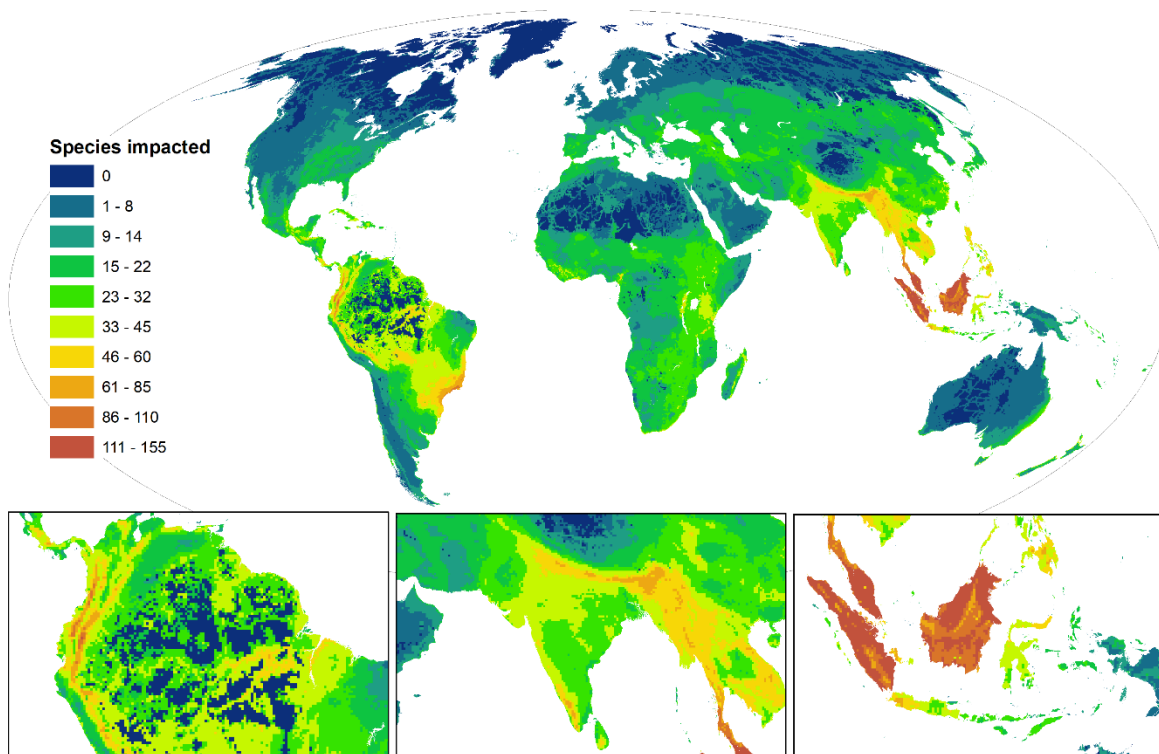 Species impacted
0
1 - 8
9 - 14
15 - 22
23 - 32
33 - 45
46 - 60
61 - 85
86 - 110
111 - 155